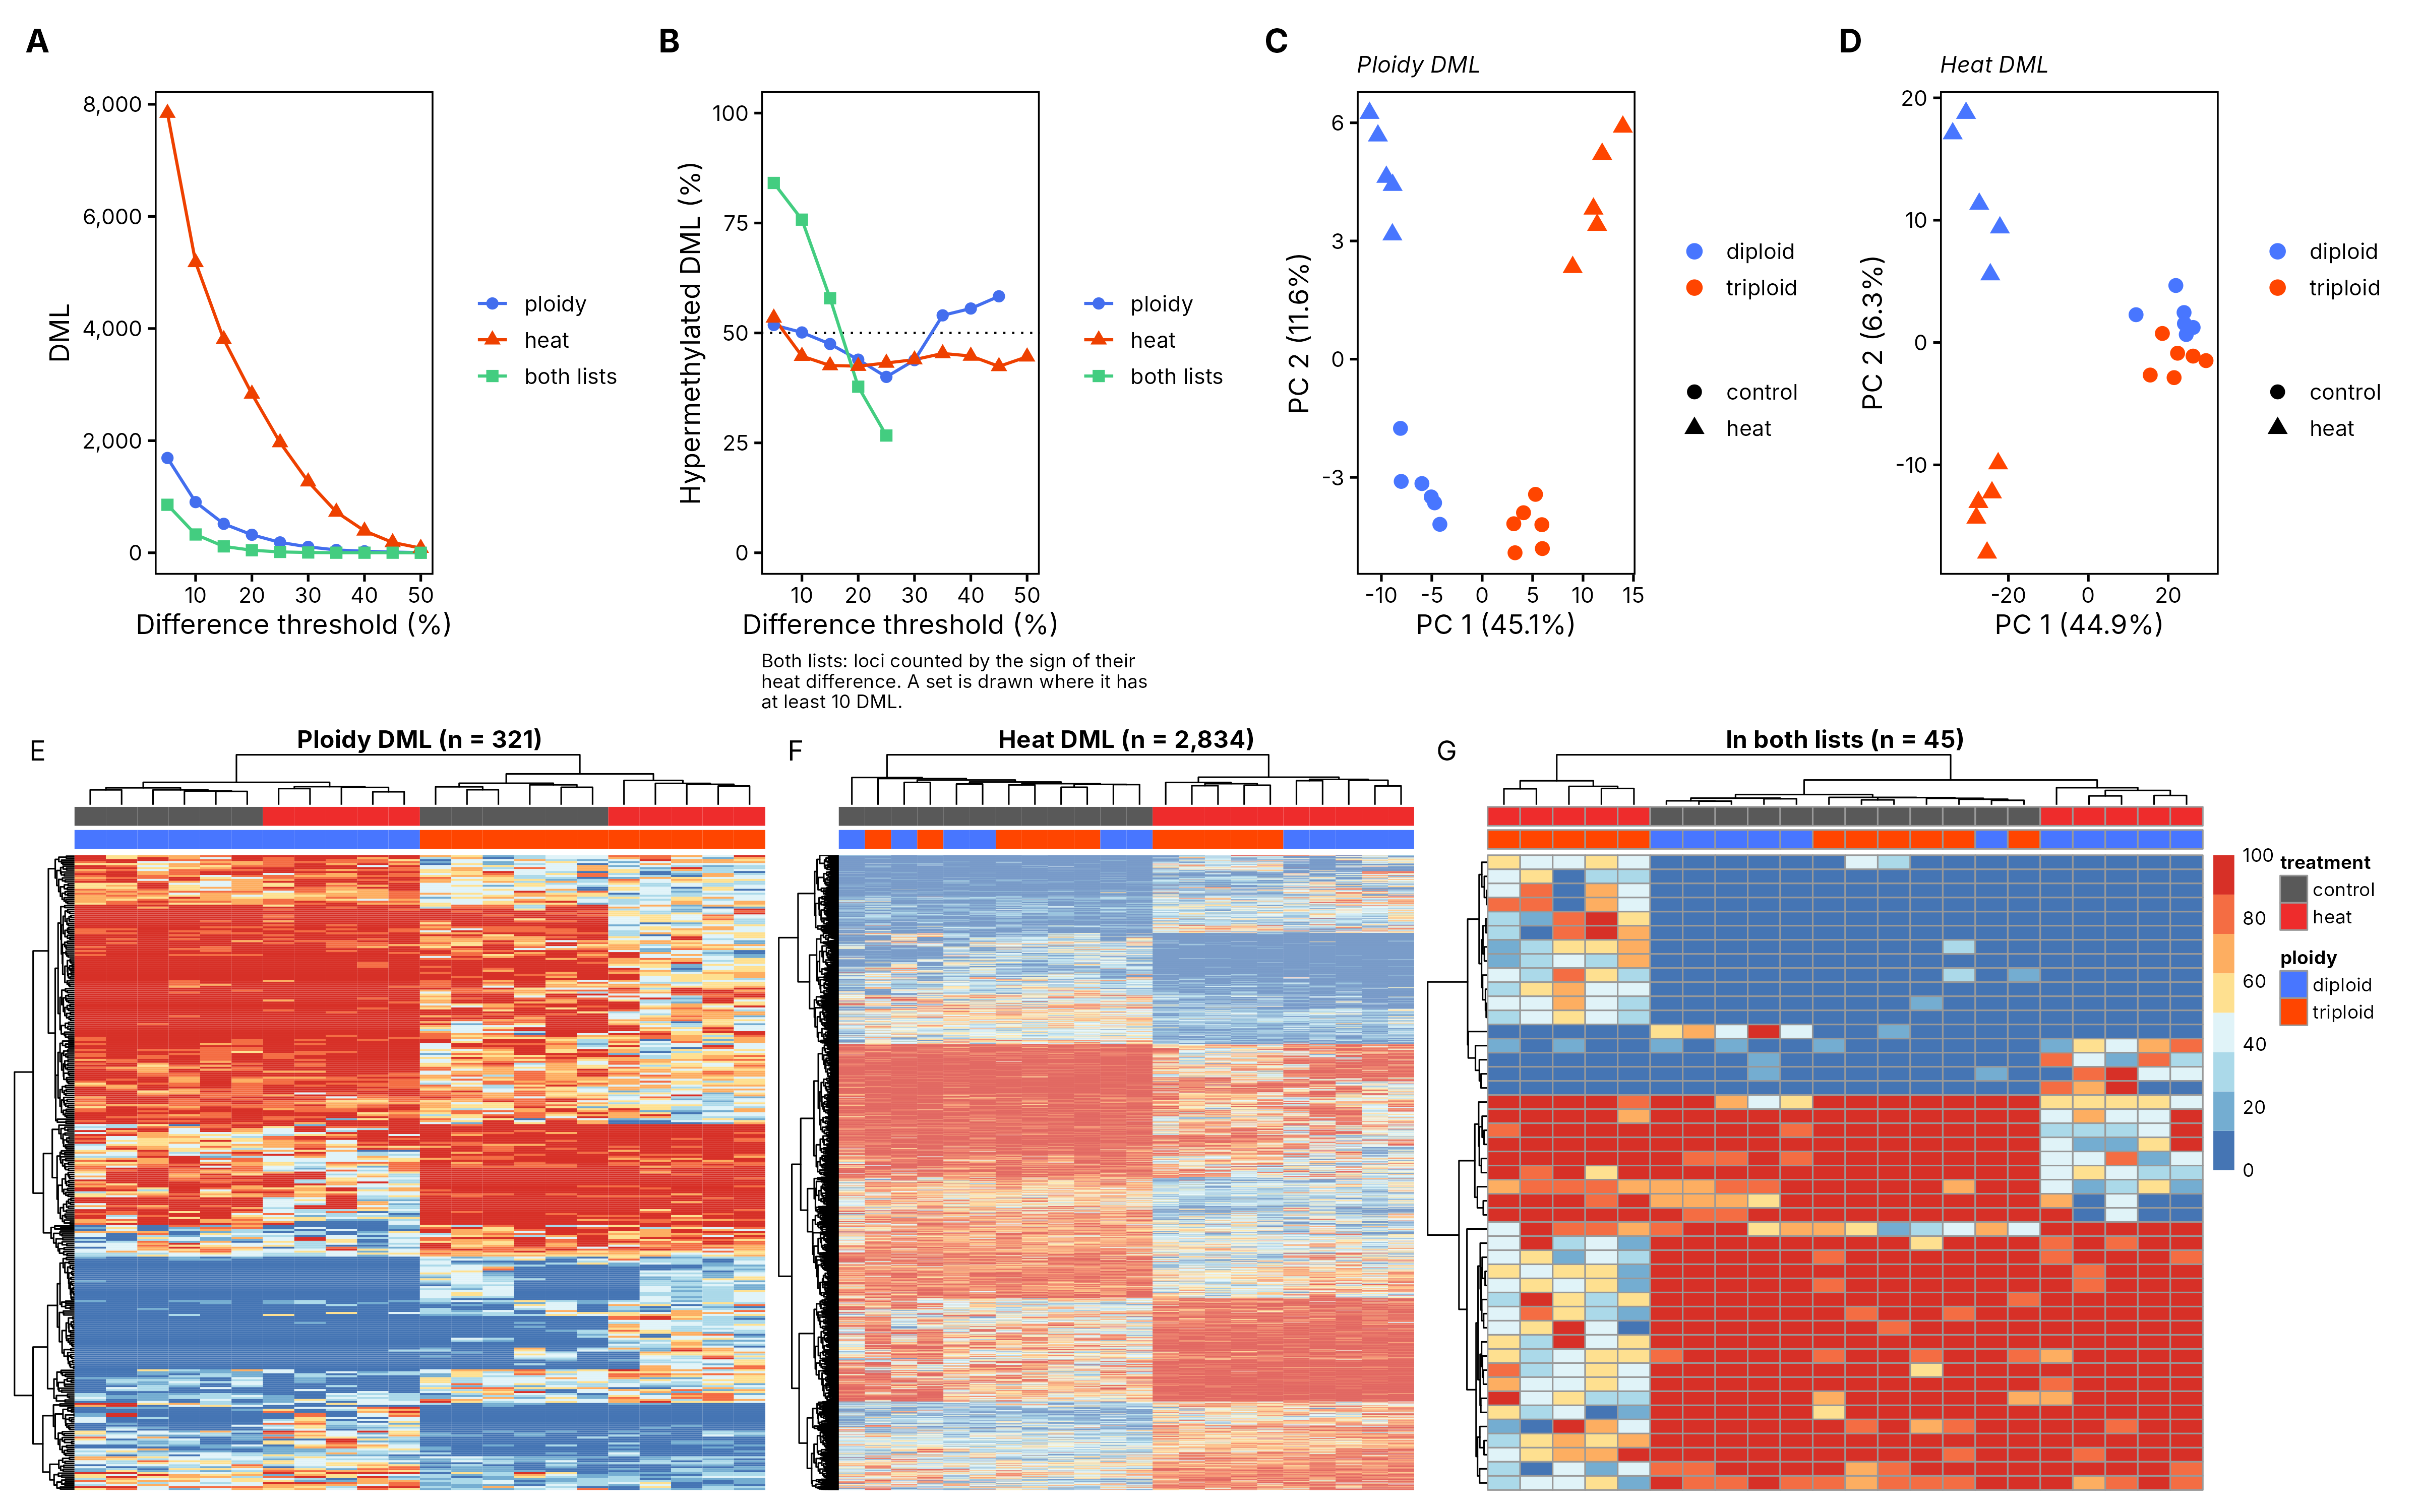 A
8,000
6,000
4,000
2,000
0
DML
10 20 30 40 50
Difference threshold (%)
ploidy
heat
both lists
B
100
75
50
25
0
Hypermethylated DML (%)
10 20 30 40 50
Difference threshold (%)
ploidy
heat
both lists
Both lists: loci counted by the sign of their
heat difference. A set is drawn where it has
at least 10 DML.
C
Ploidy DML
6
3
0
-3
PC 2 (11.6%)
-10 -5 0 5 10 15
PC 1 (45.1%)
diploid
triploid
control
heat
D
Heat DML
20
10
0
-10
PC 2 (6.3%)
-20 0 20
PC 1 (44.9%)
diploid
triploid
control
heat
E
Ploidy DML (n = 321)
F
Heat DML (n = 2,834)
G
In both lists (n = 45)
100
80
60
40
20
0
treatment
control
heat
ploidy
diploid
triploid